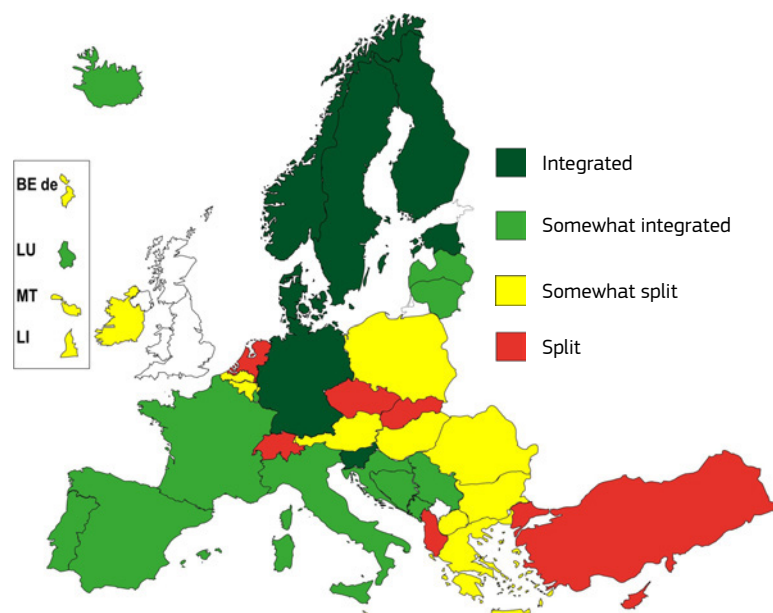 Integrated
Somewhat integrated
Somewhat split
Split
BE de
LU
MT
LI